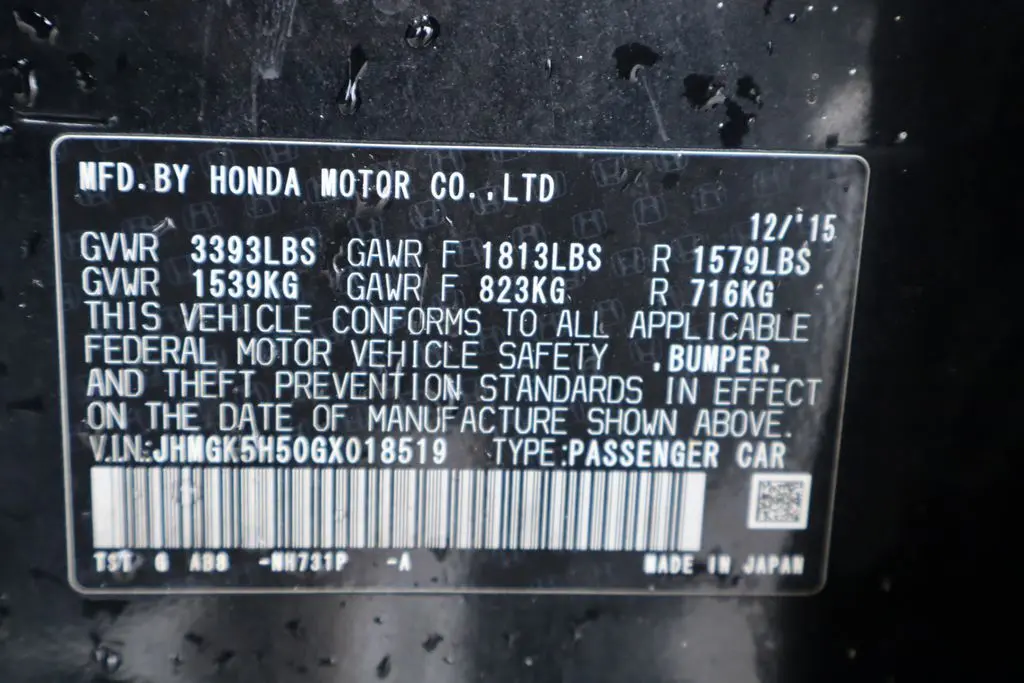 MFD. BY HONDA MOTOR CO., LTD
12/'15
GVWR 3393LBS GAWR F 1813LBS R 1579LBS
GVWR 1539KG GAWR F 823KG R 716KG
THIS VEHICLE CONFORMS TO ALL APPLICABLE
FEDERAL MOTOR VEHICLE SAFETY .BUMPER.
AND THEFT PREVENTION STANDARDS IN EFFECT
ON THE DATE OF MANUFACTURE SHOWN ABOVE.
V.I.N.:JHMGK5H50GX018519 TYPE:PASSENGER CAR
TST G AB8 -NH731P -A MADE IN JAPAN